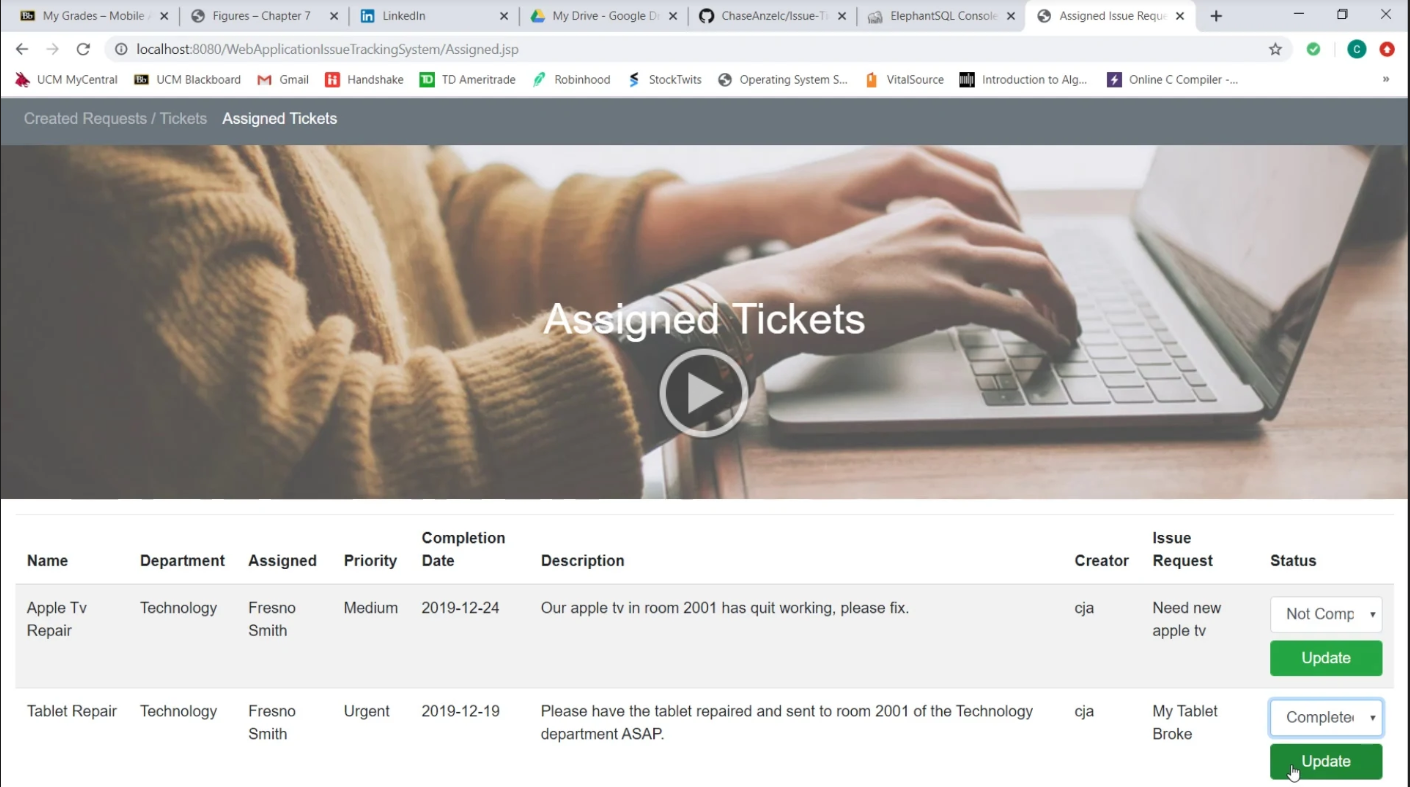 My Grades – Mobile
Figures – Chapter 7
LinkedIn
My Drive - Google D
ChaseAnzelc/Issue-Ti
ElephantSQL Console
Assigned Issue Reque
localhost:8080/WebApplicationIssueTrackingSystem/Assigned.jsp
C
UCM MyCentral
Bb UCM Blackboard
Gmail
Handshake
TD Ameritrade
Robinhood
StockTwits
Operating System S...
VitalSource
Introduction to Alg...
Online C Compiler -...
»
Created Requests / Tickets Assigned Tickets
Assigned Tickets
Name Department Assigned Priority Completion Date Description Creator Issue Request Status
Apple Tv Repair Technology Fresno Smith Medium 2019-12-24 Our apple tv in room 2001 has quit working, please fix. cja Need new apple tv Not Comp
Update
Tablet Repair Technology Fresno Smith Urgent 2019-12-19 Please have the tablet repaired and sent to room 2001 of the Technology department ASAP. cja My Tablet Broke Complete
Update